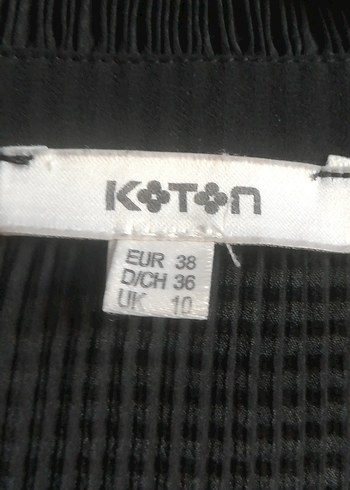 KOTON
EUR 38
D/CH 36
UK 10